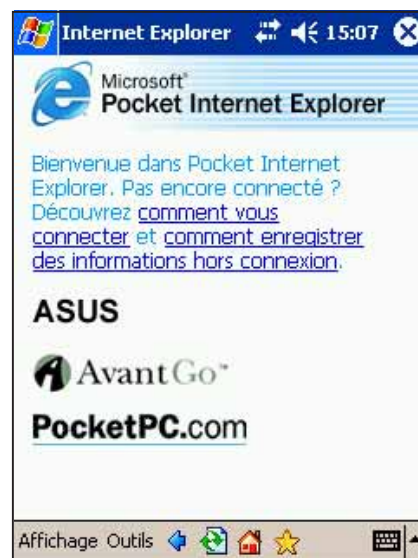 Internet Explorer 15:07
Microsoft®
Pocket Internet Explorer
Bienvenue dans Pocket Internet
Explorer. Pas encore connecté ?
Découvrez comment vous
connecter et comment enregistrer
des informations hors connexion.
ASUS
AvantGo™
PocketPC.com
Affichage Outils